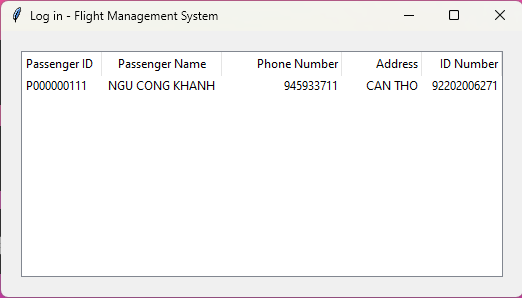 Log in - Flight Management System
Passenger ID Passenger Name Phone Number Address ID Number
P000000111 NGU CONG KHANH 945933711 CAN THO 92202006271